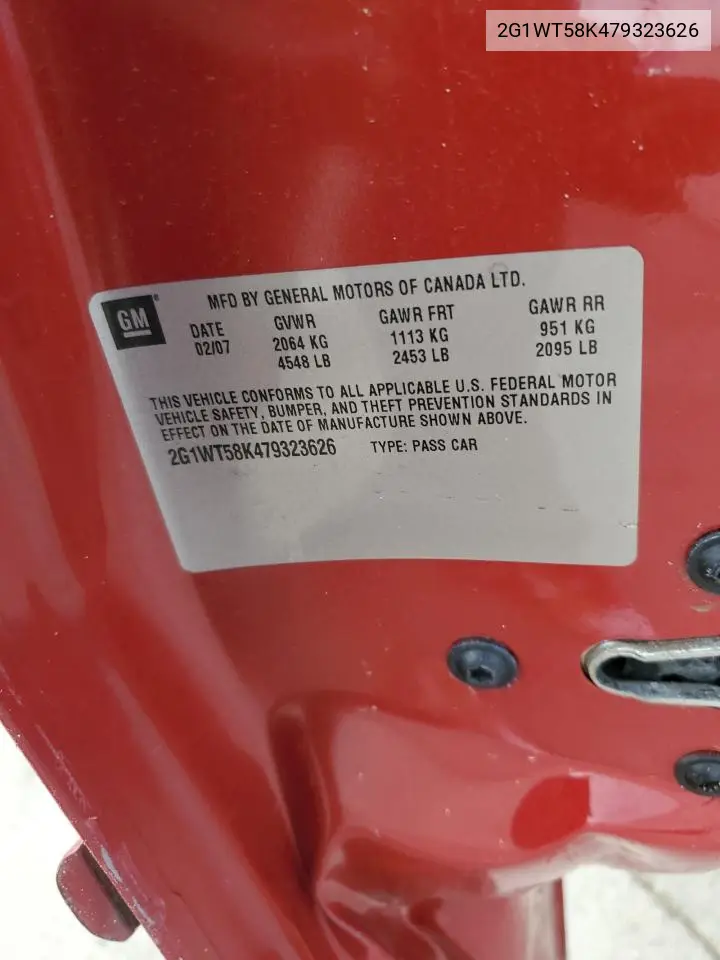 2G1WT58K479323626
GM® MFD BY GENERAL MOTORS OF CANADA LTD.
DATE GVWR GAWR FRT GAWR RR
02/07 2064 KG 1113 KG 951 KG
4548 LB 2453 LB 2095 LB
THIS VEHICLE CONFORMS TO ALL APPLICABLE U.S. FEDERAL MOTOR
VEHICLE SAFETY, BUMPER, AND THEFT PREVENTION STANDARDS IN
EFFECT ON THE DATE OF MANUFACTURE SHOWN ABOVE.
2G1WT58K479323626 TYPE: PASS CAR